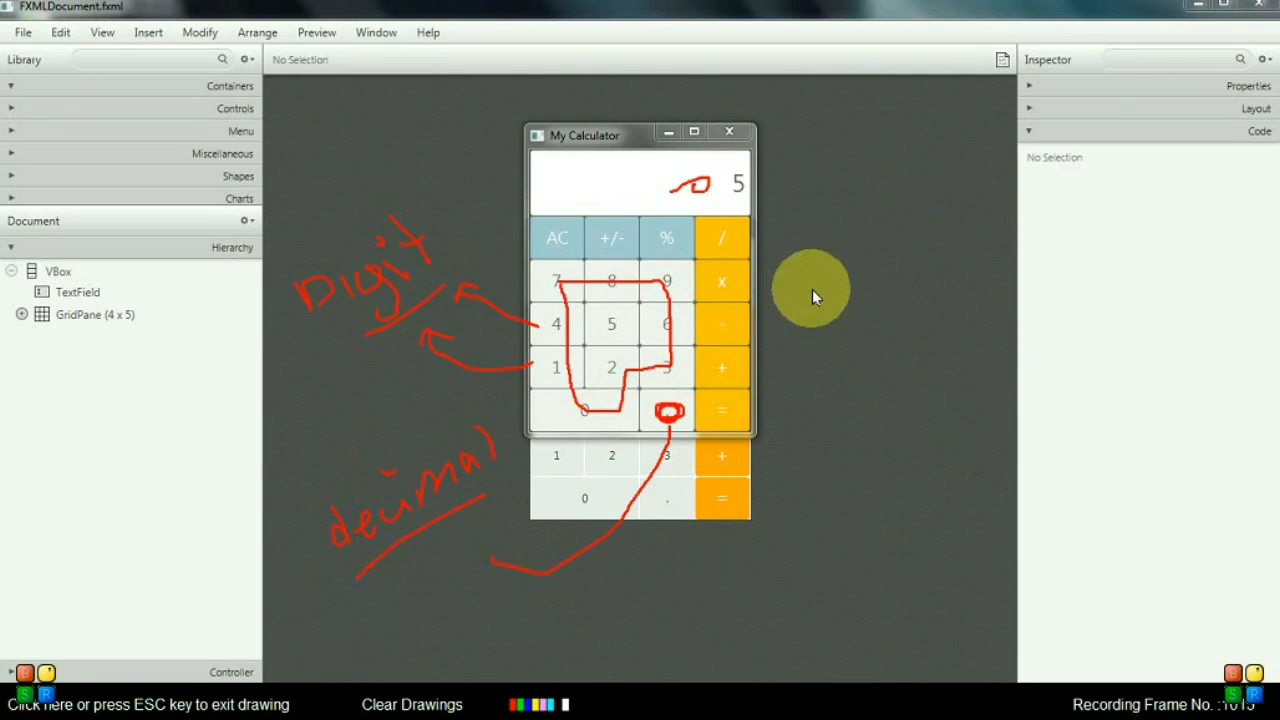 FXMLDocument.fxml
File Edit View Insert Modify Arrange Preview Window Help
Library
No Selection
Inspector
Containers
Controls
Menu
Miscellaneous
Shapes
Charts
Document
Hierarchy
VBox
TextField
GridPane (4 x 5)
Controller
Properties
Layout
Code
No Selection
My Calculator
5
AC +/- % /
7 8 9 x
4 5 6 -
1 2 3 +
0 =
1 2 3 +
0 . =
Digit
decimal
Click here or press ESC key to exit drawing
Clear Drawings